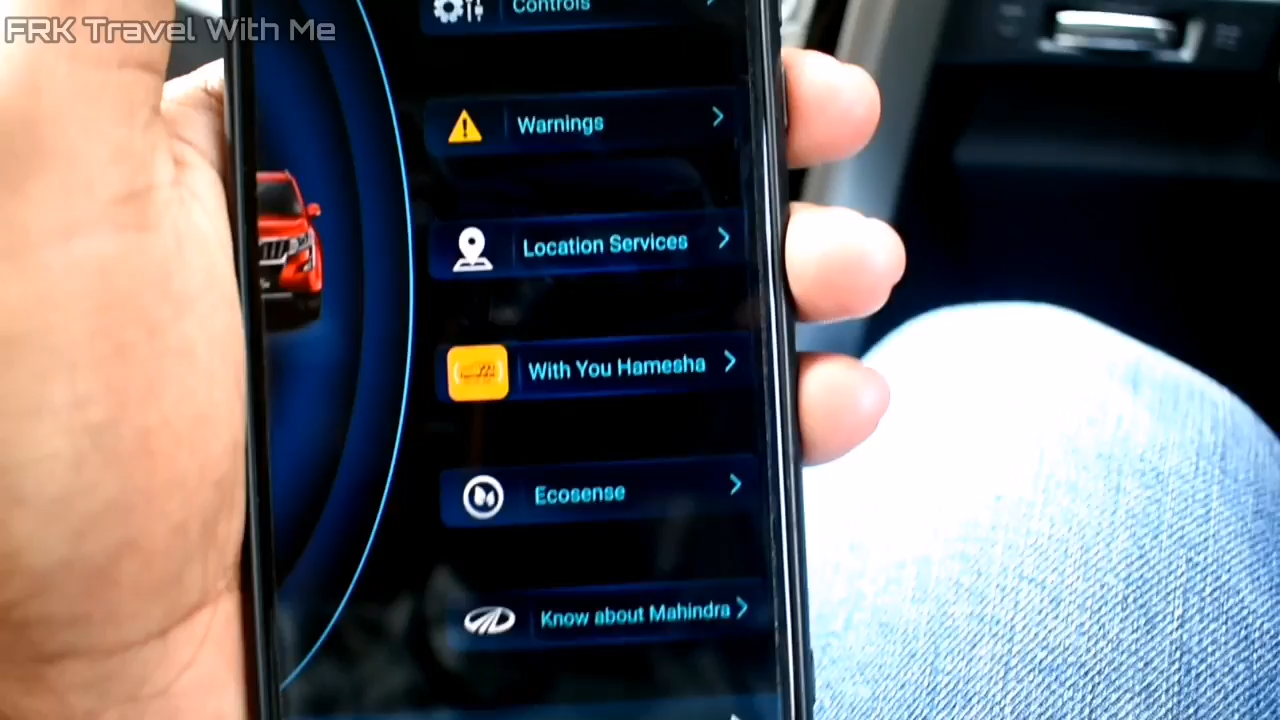 FRK Travel With Me
Controls
Warnings
Location Services
With You Hamesha
Ecosense
Know about Mahindra